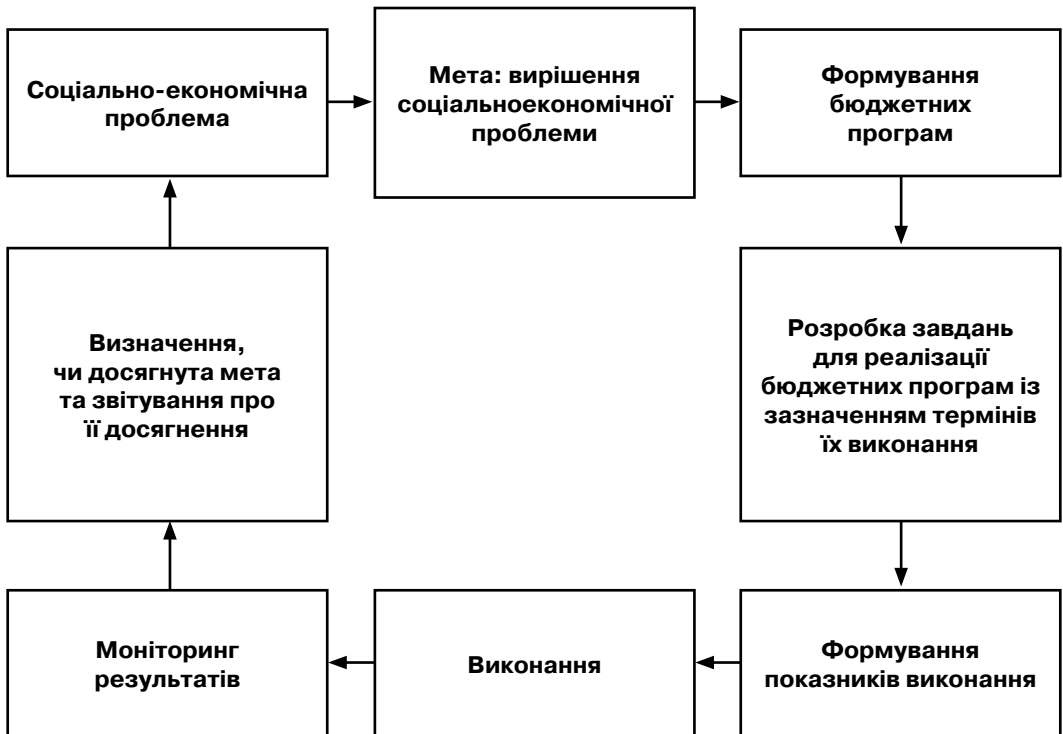 Соціально-економічна
проблема
Мета: вирішення
соціальноекономічної
проблеми
Формування
бюджетних
програм
Визначення,
чи досягнута мета
та звітування про
її досягнення
Розробка завдань
для реалізації
бюджетних програм із
зазначенням термінів
їх виконання
Моніторинг
результатів
Виконання
Формування
показників виконання